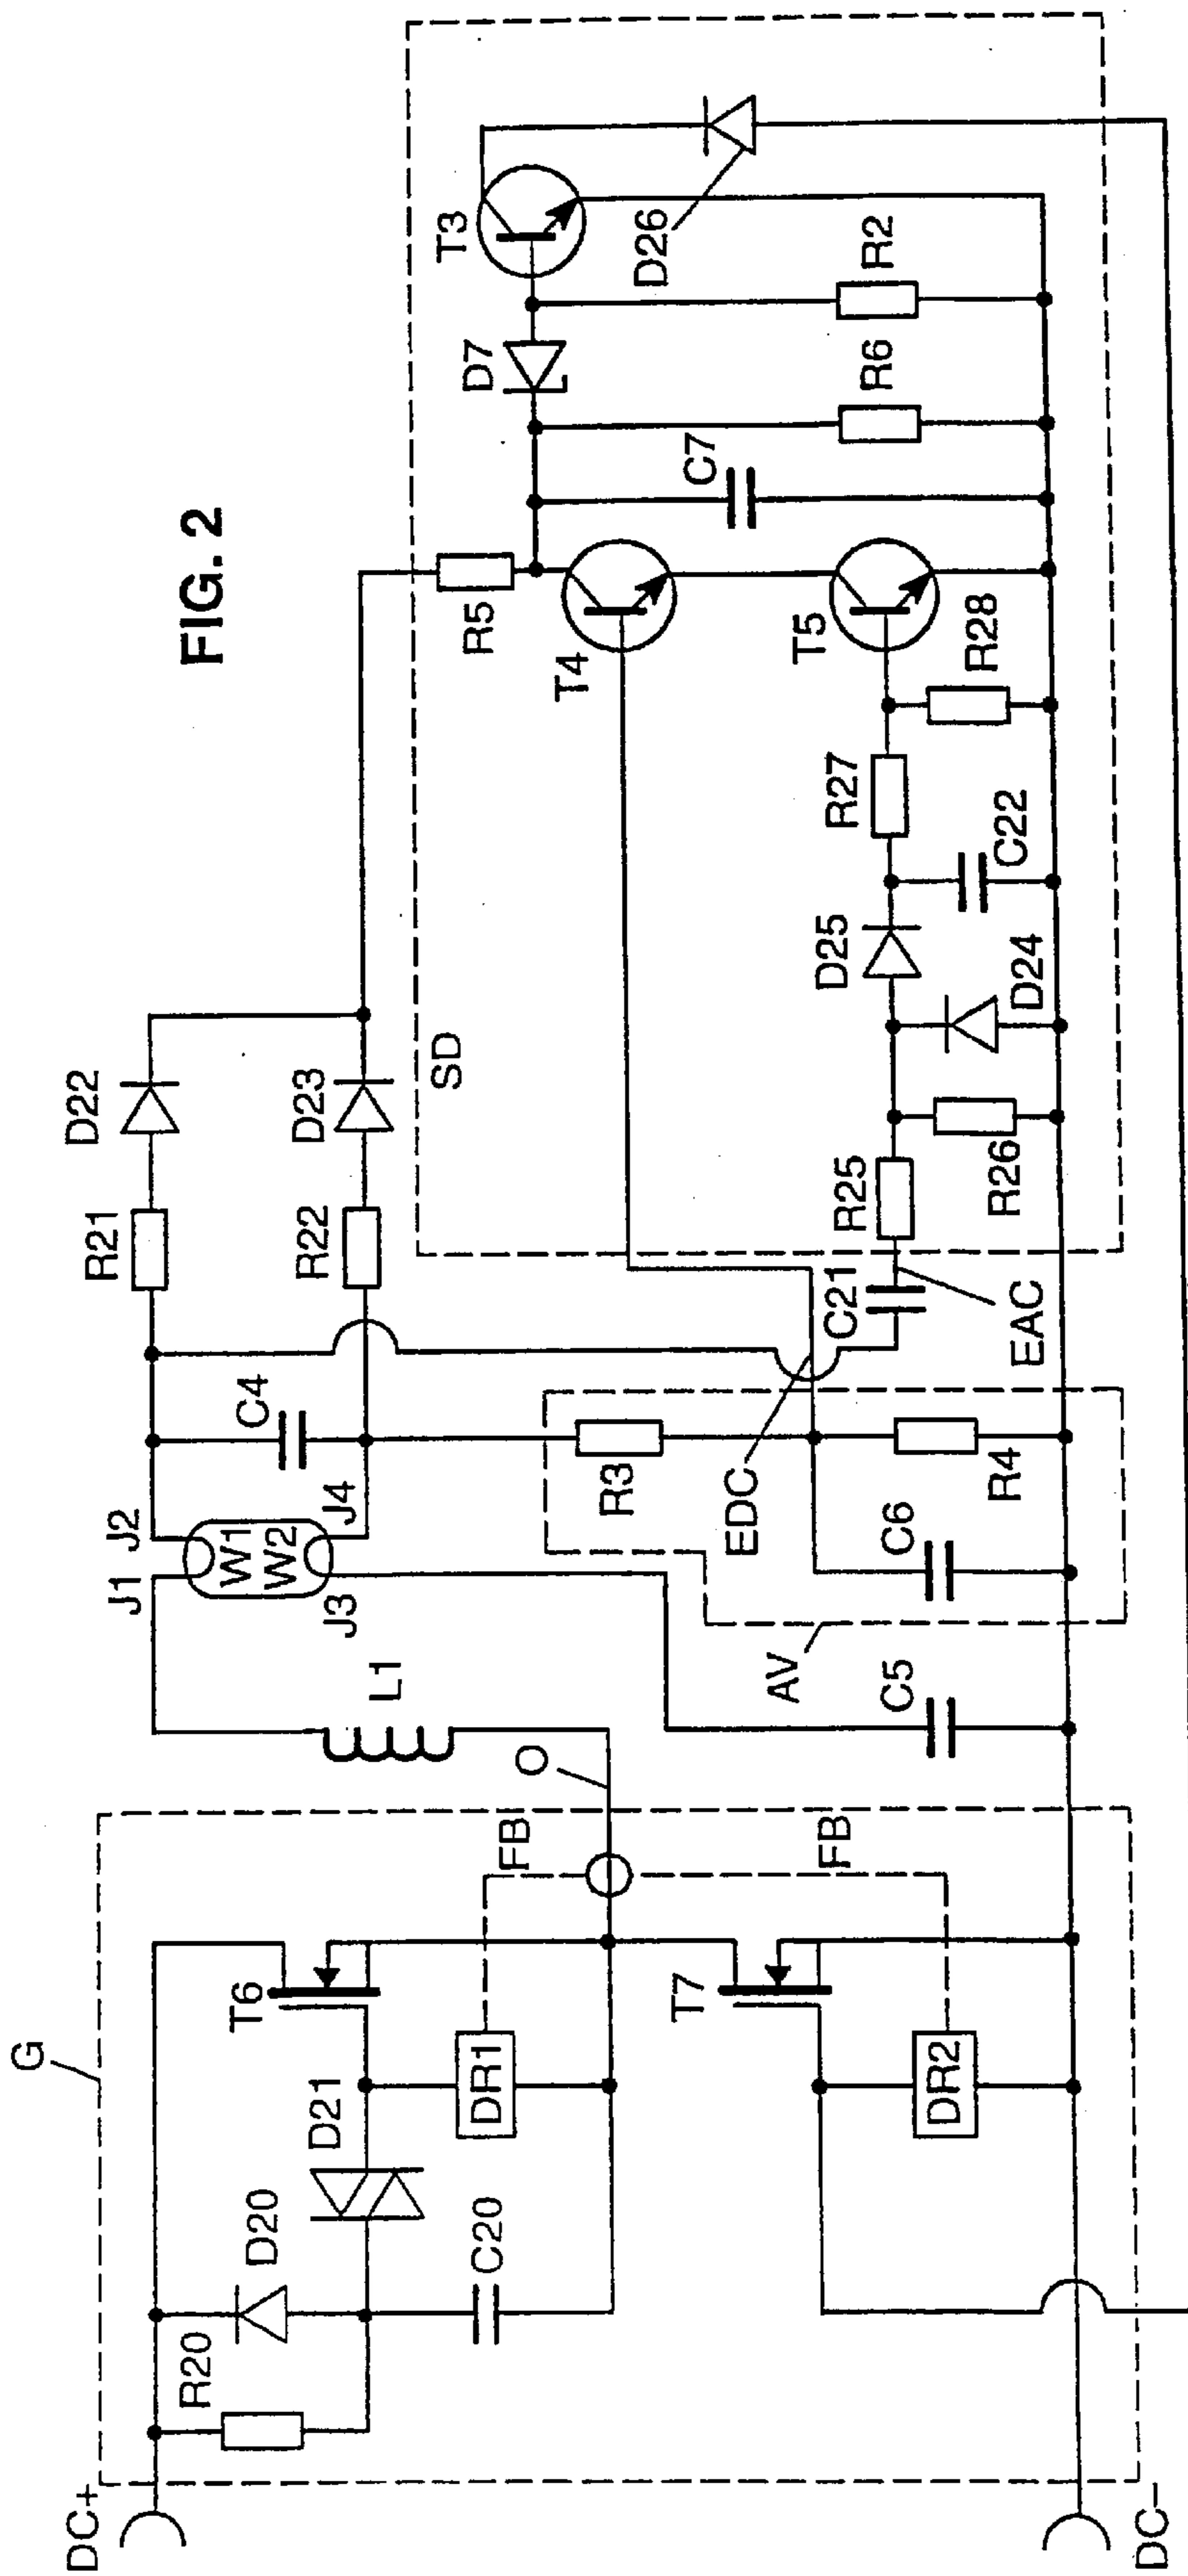 FIG. 2
G
DC+
R20
D20
D21
C20
T6
DR1
FB
O
T7
DR2
FB
DC−
L1
J1
J2
W1
W2
J3
J4
C4
R21
D22
R22
D23
AV
C5
C6
R3
R4
EDC
C21
EAC
SD
R25
R26
D24
D25
C22
R27
R28
T5
T4
R5
C7
R6
D7
R2
T3
D26